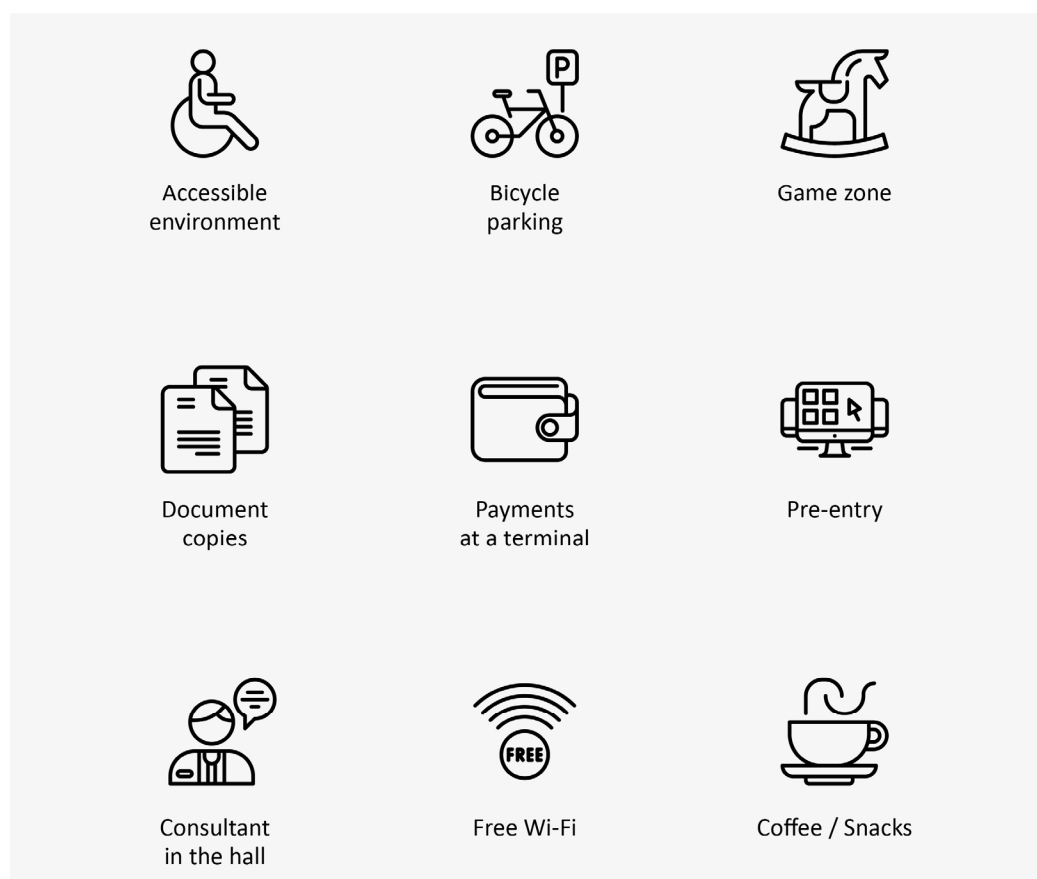 P
Accessible
environment
Bicycle
parking
Game zone
Document
copies
Payments
at a terminal
Pre-entry
FREE
Consultant
in the hall
Free Wi-Fi
Coffee / Snacks